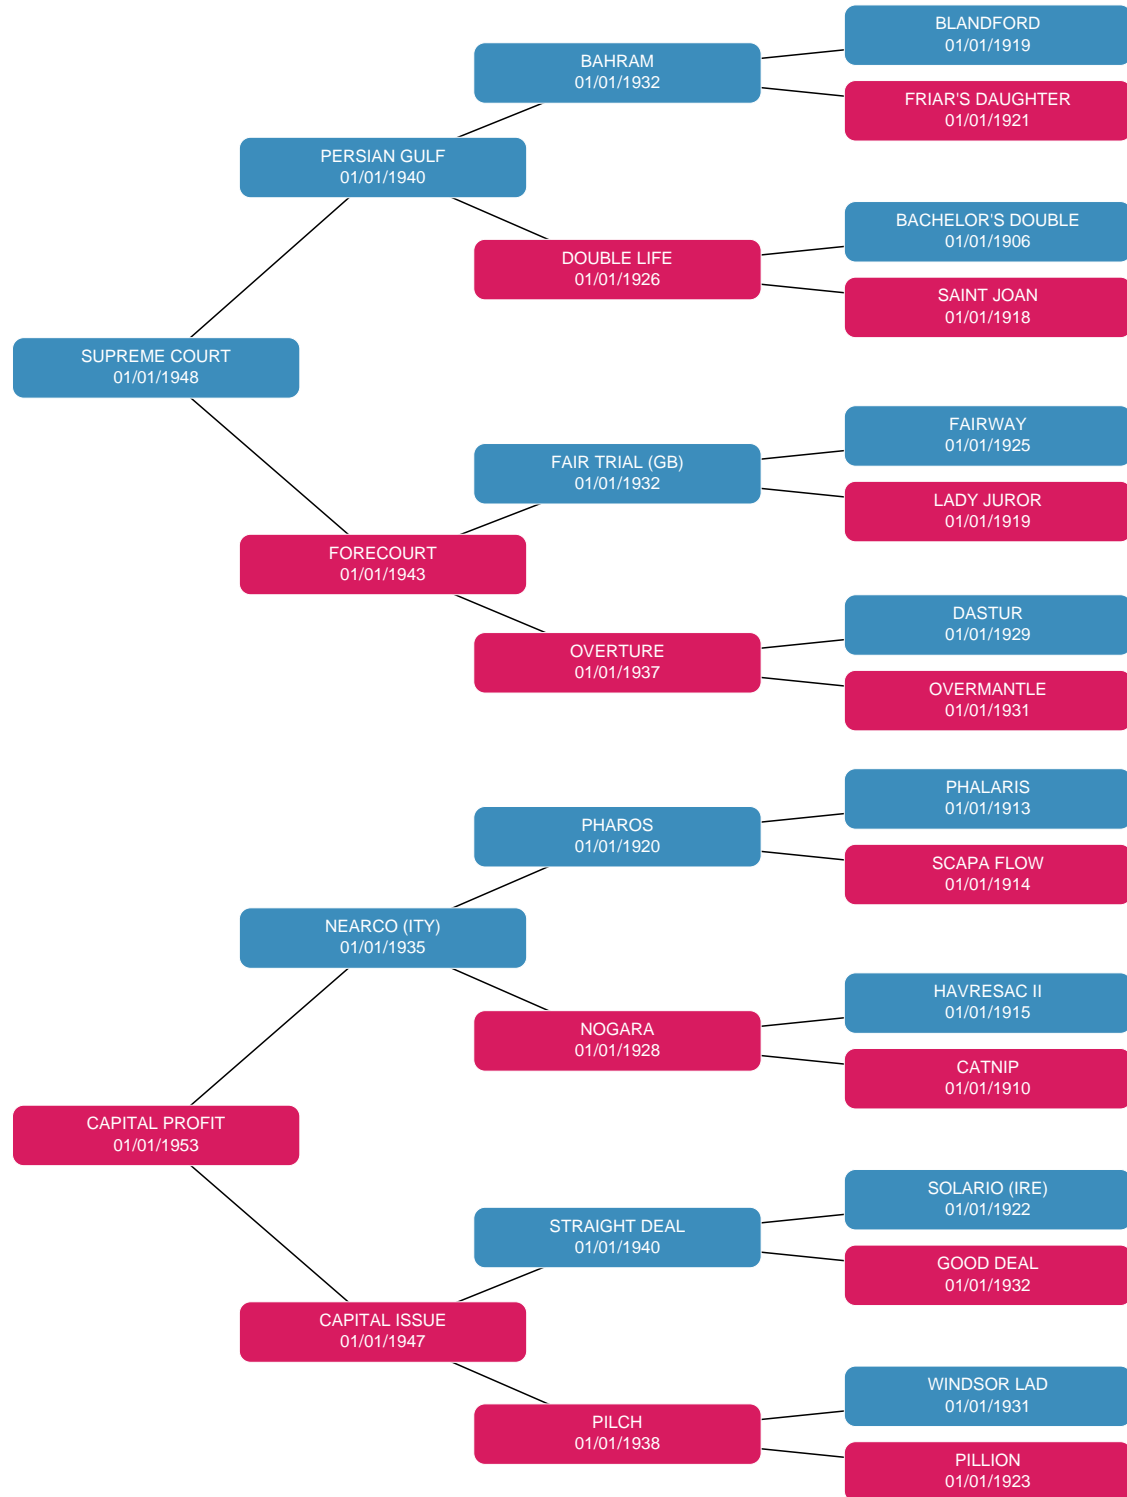 BLANDFORD
01/01/1919
BAHRAM
01/01/1932
FRIAR'S DAUGHTER
01/01/1921
PERSIAN GULF
01/01/1940
BACHELOR'S DOUBLE
01/01/1906
DOUBLE LIFE
01/01/1926
SAINT JOAN
01/01/1918
SUPREME COURT
01/01/1948
FAIRWAY
01/01/1925
FAIR TRIAL (GB)
01/01/1932
LADY JUROR
01/01/1919
FORECOURT
01/01/1943
DASTUR
01/01/1929
OVERTURE
01/01/1937
OVERMANTLE
01/01/1931
PHALARIS
01/01/1913
PHAROS
01/01/1920
SCAPA FLOW
01/01/1914
NEARCO (ITY)
01/01/1935
HAVRESAC II
01/01/1915
NOGARA
01/01/1928
CATNIP
01/01/1910
CAPITAL PROFIT
01/01/1953
SOLARIO (IRE)
01/01/1922
STRAIGHT DEAL
01/01/1940
GOOD DEAL
01/01/1932
CAPITAL ISSUE
01/01/1947
WINDSOR LAD
01/01/1931
PILCH
01/01/1938
PILLION
01/01/1923